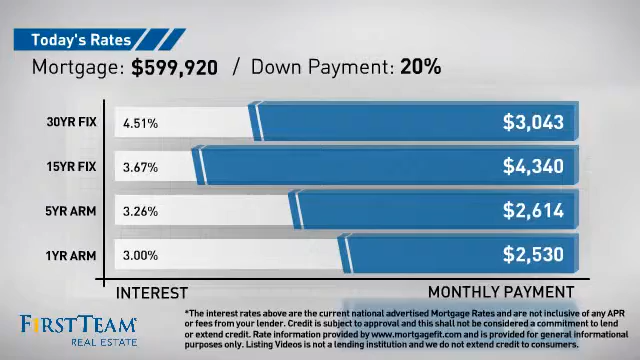 Today's Rates
Mortgage: $599,920 / Down Payment: 20%
30YR FIX 4.51% $3,043
15YR FIX 3.67% $4,340
5YR ARM 3.26% $2,614
1YR ARM 3.00% $2,530
INTEREST MONTHLY PAYMENT
FIRSTTEAM®
REAL ESTATE
*The interest rates above are the current national advertised Mortgage Rates and are not inclusive of any APR
or fees from your lender. Credit is subject to approval and this shall not be considered a commitment to lend
or extend credit. Rate information provided by www.mortgagefit.com and is provided for general informational
purposes only. Listing Videos is not a lending institution and we do not extend credit to consumers.